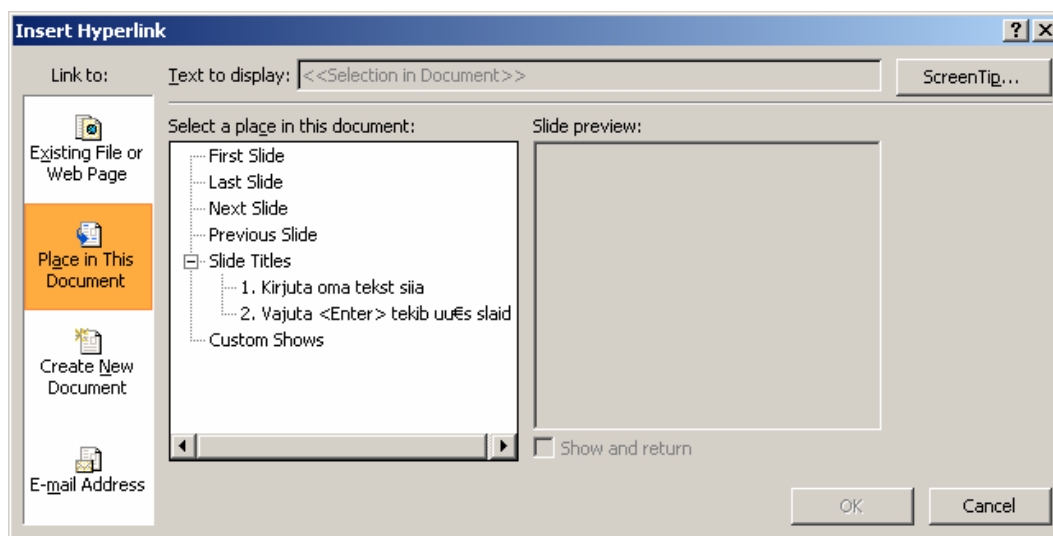 Insert Hyperlink
Link to:
Text to display: <<Selection in Document>>
ScreenTip...
Existing File or
Web Page
Place in This
Document
Create New
Document
E-mail Address
Select a place in this document:
First Slide
Last Slide
Next Slide
Previous Slide
Slide Titles
1. Kirjuta oma tekst siia
2. Vajuta <Enter> tekib uu€s slaid
Custom Shows
Slide preview:
Show and return
OK
Cancel